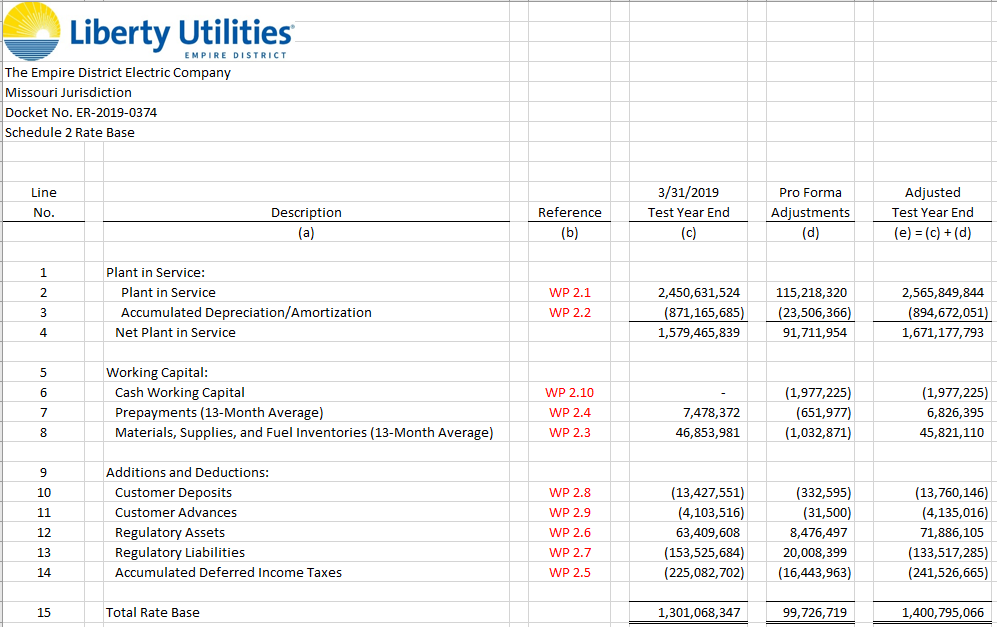 Liberty Utilities®
EMPIRE DISTRICT
The Empire District Electric Company
Missouri Jurisdiction
Docket No. ER-2019-0374
Schedule 2 Rate Base
Line 3/31/2019 Pro Forma Adjusted
No. Description Reference Test Year End Adjustments Test Year End
(a) (b) (c) (d) (e) = (c) + (d)
1 Plant in Service:
2 Plant in Service WP 2.1 2,450,631,524 115,218,320 2,565,849,844
3 Accumulated Depreciation/Amortization WP 2.2 (871,165,685) (23,506,366) (894,672,051)
4 Net Plant in Service 1,579,465,839 91,711,954 1,671,177,793
5 Working Capital:
6 Cash Working Capital WP 2.10 - (1,977,225) (1,977,225)
7 Prepayments (13-Month Average) WP 2.4 7,478,372 (651,977) 6,826,395
8 Materials, Supplies, and Fuel Inventories (13-Month Average) WP 2.3 46,853,981 (1,032,871) 45,821,110
9 Additions and Deductions:
10 Customer Deposits WP 2.8 (13,427,551) (332,595) (13,760,146)
11 Customer Advances WP 2.9 (4,103,516) (31,500) (4,135,016)
12 Regulatory Assets WP 2.6 63,409,608 8,476,497 71,886,105
13 Regulatory Liabilities WP 2.7 (153,525,684) 20,008,399 (133,517,285)
14 Accumulated Deferred Income Taxes WP 2.5 (225,082,702) (16,443,963) (241,526,665)
15 Total Rate Base 1,301,068,347 99,726,719 1,400,795,066